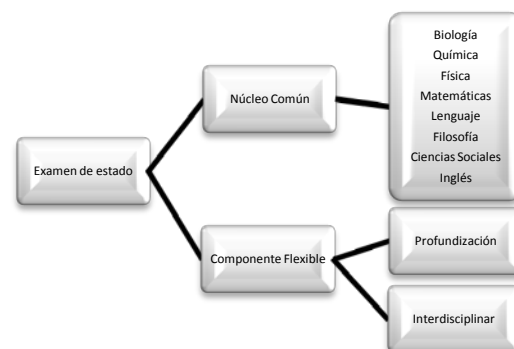 Examen de estado
Núcleo Común
Biología
Química
Física
Matemáticas
Lenguaje
Filosofía
Ciencias Sociales
Inglés
Componente Flexible
Profundización
Interdisciplinar